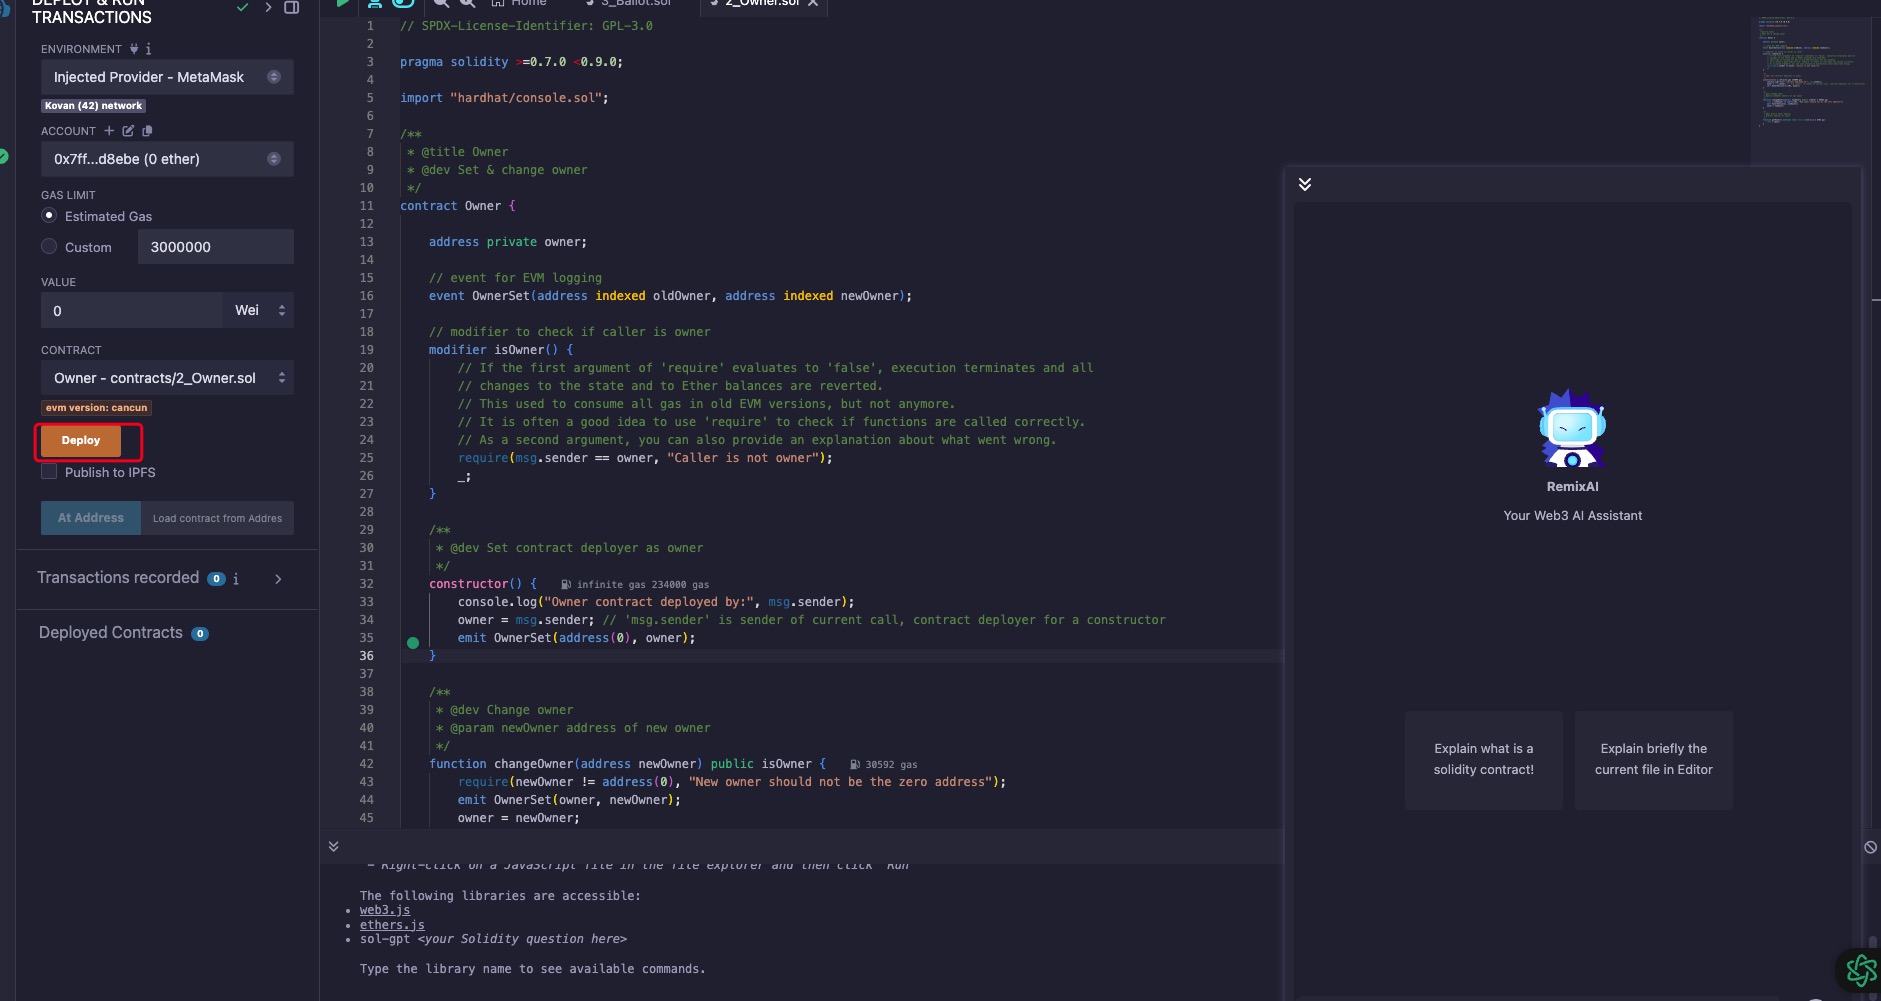 DEPLOY & RUN
TRANSACTIONS
ENVIRONMENT
Injected Provider - MetaMask
Kovan (42) network
ACCOUNT
0x7ff...d8ebe (0 ether)
GAS LIMIT
Estimated Gas
Custom
3000000
VALUE
0
Wei
CONTRACT
Owner - contracts/2_Owner.sol
evm version: cancun
Deploy
Publish to IPFS
At Address
Load contract from Addres
Transactions recorded 0 i
Deployed Contracts 0
Home
3_Ballot.sol
2_Owner.sol
1 // SPDX-License-Identifier: GPL-3.0
2
3 pragma solidity >=0.7.0 <0.9.0;
4
5 import "hardhat/console.sol";
6
7 /**
8 * @title Owner
9 * @dev Set & change owner
10 */
11 contract Owner {
12
13 address private owner;
14
15 // event for EVM logging
16 event OwnerSet(address indexed oldOwner, address indexed newOwner);
17
18 // modifier to check if caller is owner
19 modifier isOwner() {
20 // If the first argument of 'require' evaluates to 'false', execution terminates and all
21 // changes to the state and to Ether balances are reverted.
22 // This used to consume all gas in old EVM versions, but not anymore.
23 // It is often a good idea to use 'require' to check if functions are called correctly.
24 // As a second argument, you can also provide an explanation about what went wrong.
25 require(msg.sender == owner, "Caller is not owner");
26 _;
27 }
28
29 /**
30 * @dev Set contract deployer as owner
31 */
32 constructor() { infinite gas 234000 gas
33 console.log("Owner contract deployed by:", msg.sender);
34 owner = msg.sender; // 'msg.sender' is sender of current call, contract deployer for a constructor
35 emit OwnerSet(address(0), owner);
36 }
37
38 /**
39 * @dev Change owner
40 * @param newOwner address of new owner
41 */
42 function changeOwner(address newOwner) public isOwner { 30592 gas
43 require(newOwner != address(0), "New owner should not be the zero address");
44 emit OwnerSet(owner, newOwner);
45 owner = newOwner;
- Right-click on a JavaScript file in the file explorer and then click `Run`
The following libraries are accessible:
web3.js
ethers.js
sol-gpt <your Solidity question here>
Type the library name to see available commands.
RemixAI
Your Web3 AI Assistant
Explain what is a
solidity contract!
Explain briefly the
current file in Editor